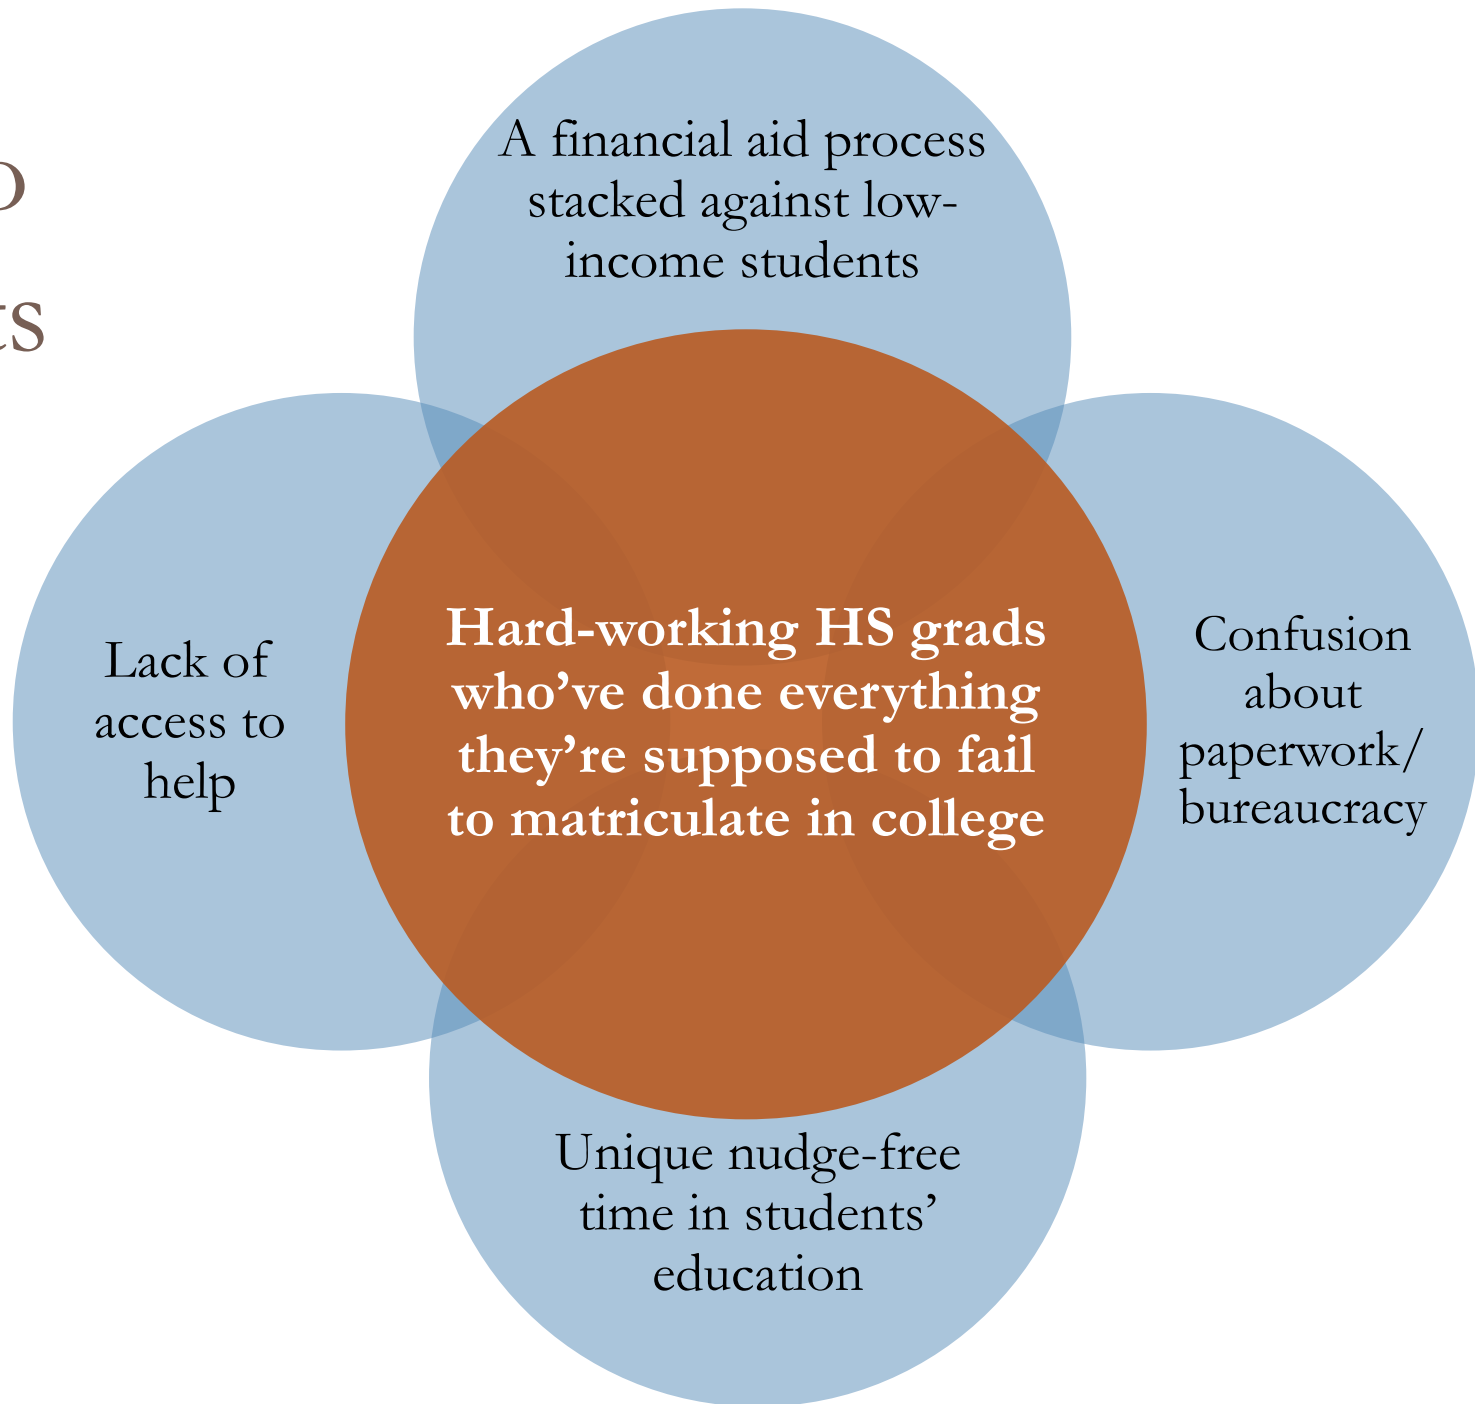 A financial aid process
stacked against low-
income students
Lack of
access to
help
Hard-working HS grads
who’ve done everything
they’re supposed to fail
to matriculate in college
Confusion
about
paperwork/
bureaucracy
Unique nudge-free
time in students’
education